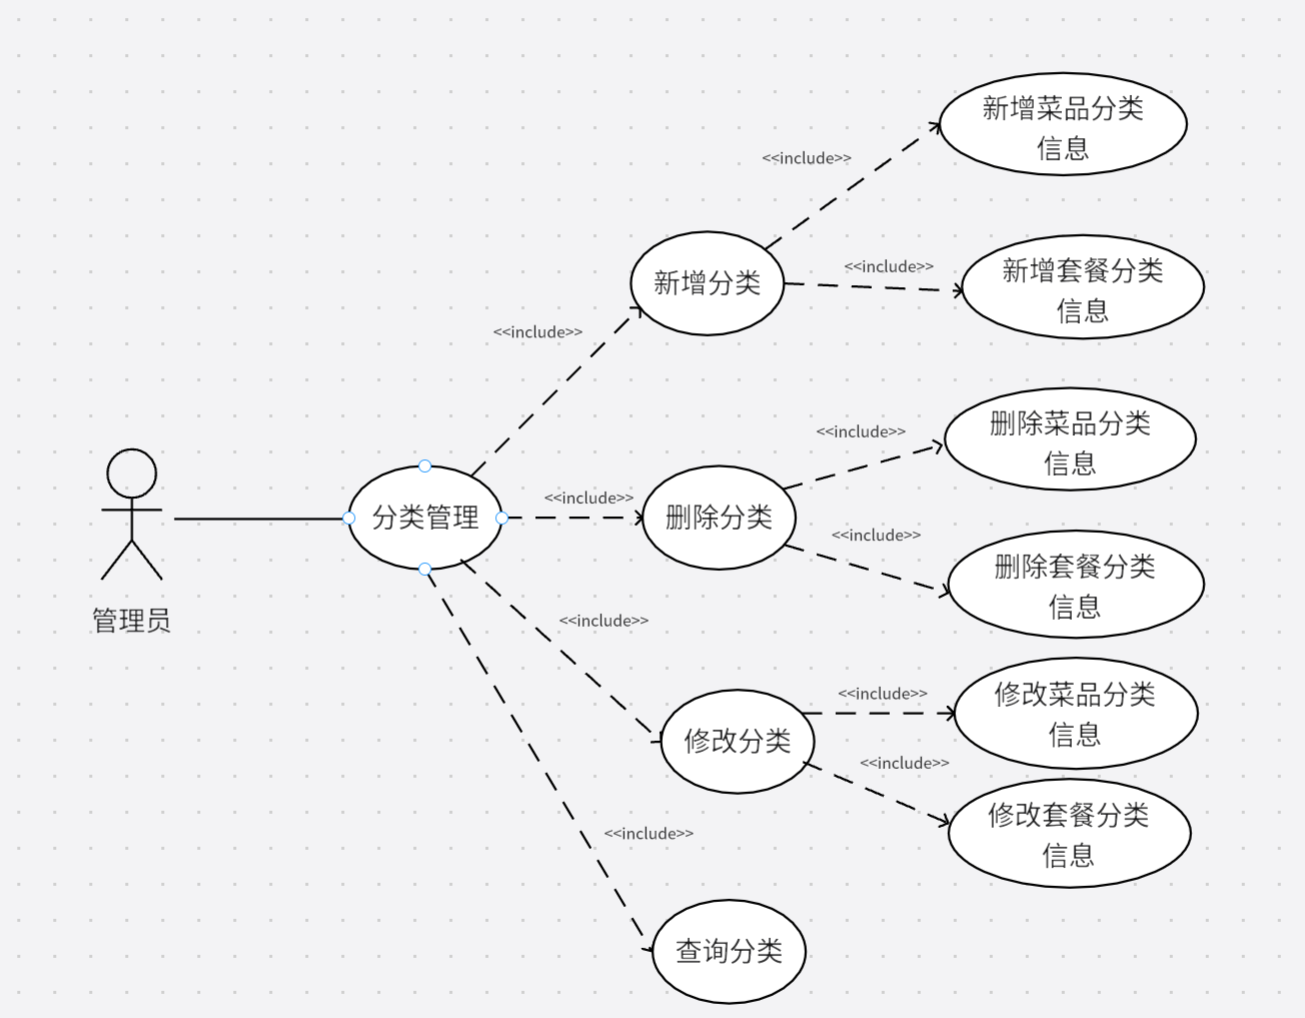 新增菜品分类
信息
<<include>>
新增分类
<<include>>
新增套餐分类
信息
<<include>>
删除菜品分类
信息
<<include>>
分类管理
<<include>>
删除分类
<<include>>
删除套餐分类
信息
管理员
<<include>>
修改菜品分类
信息
<<include>>
修改分类
<<include>>
修改套餐分类
信息
<<include>>
查询分类